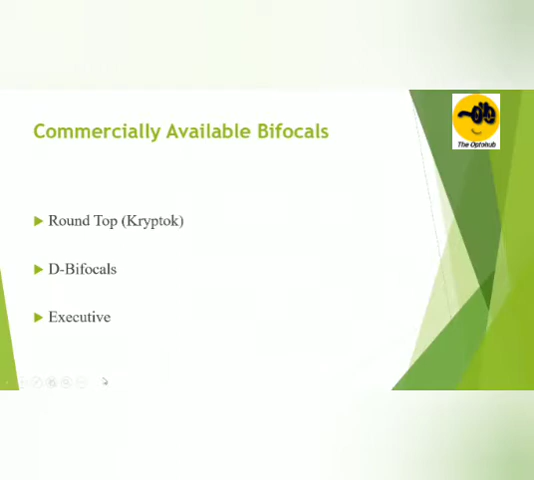 Commercially Available Bifocals
The Optohub
Round Top (Kryptok)
D-Bifocals
Executive